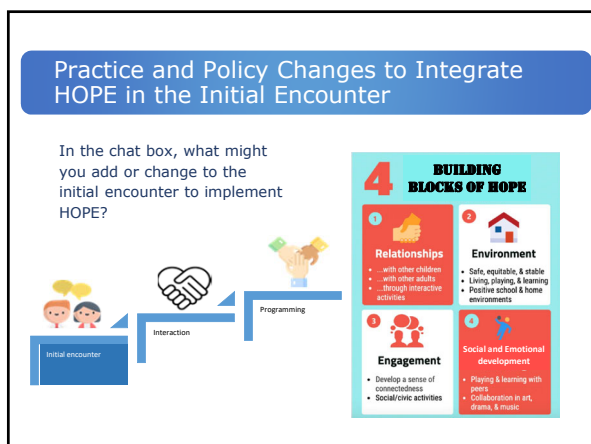 Practice and Policy Changes to Integrate
HOPE in the Initial Encounter
In the chat box, what might
you add or change to the
initial encounter to implement
HOPE?
Initial encounter
Interaction
Programming
4 BUILDING
BLOCKS OF HOPE
1
Relationships
• ...with other children
• ...with other adults
• ...through interactive
activities
2
Environment
• Safe, equitable, & stable
• Living, playing, & learning
• Positive school & home
environments
3
Engagement
• Develop a sense of
connectedness
• Social/civic activities
4
Social and Emotional
development
• Playing & learning with
peers
• Collaboration in art,
drama, & music